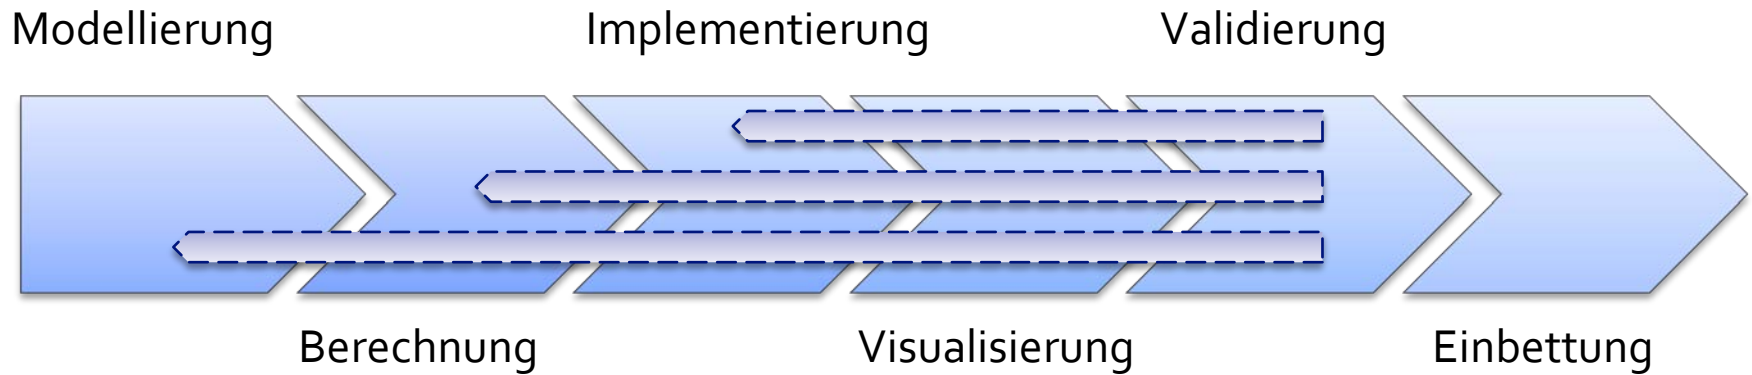 Modellierung
Implementierung
Validierung
Berechnung
Visualisierung
Einbettung